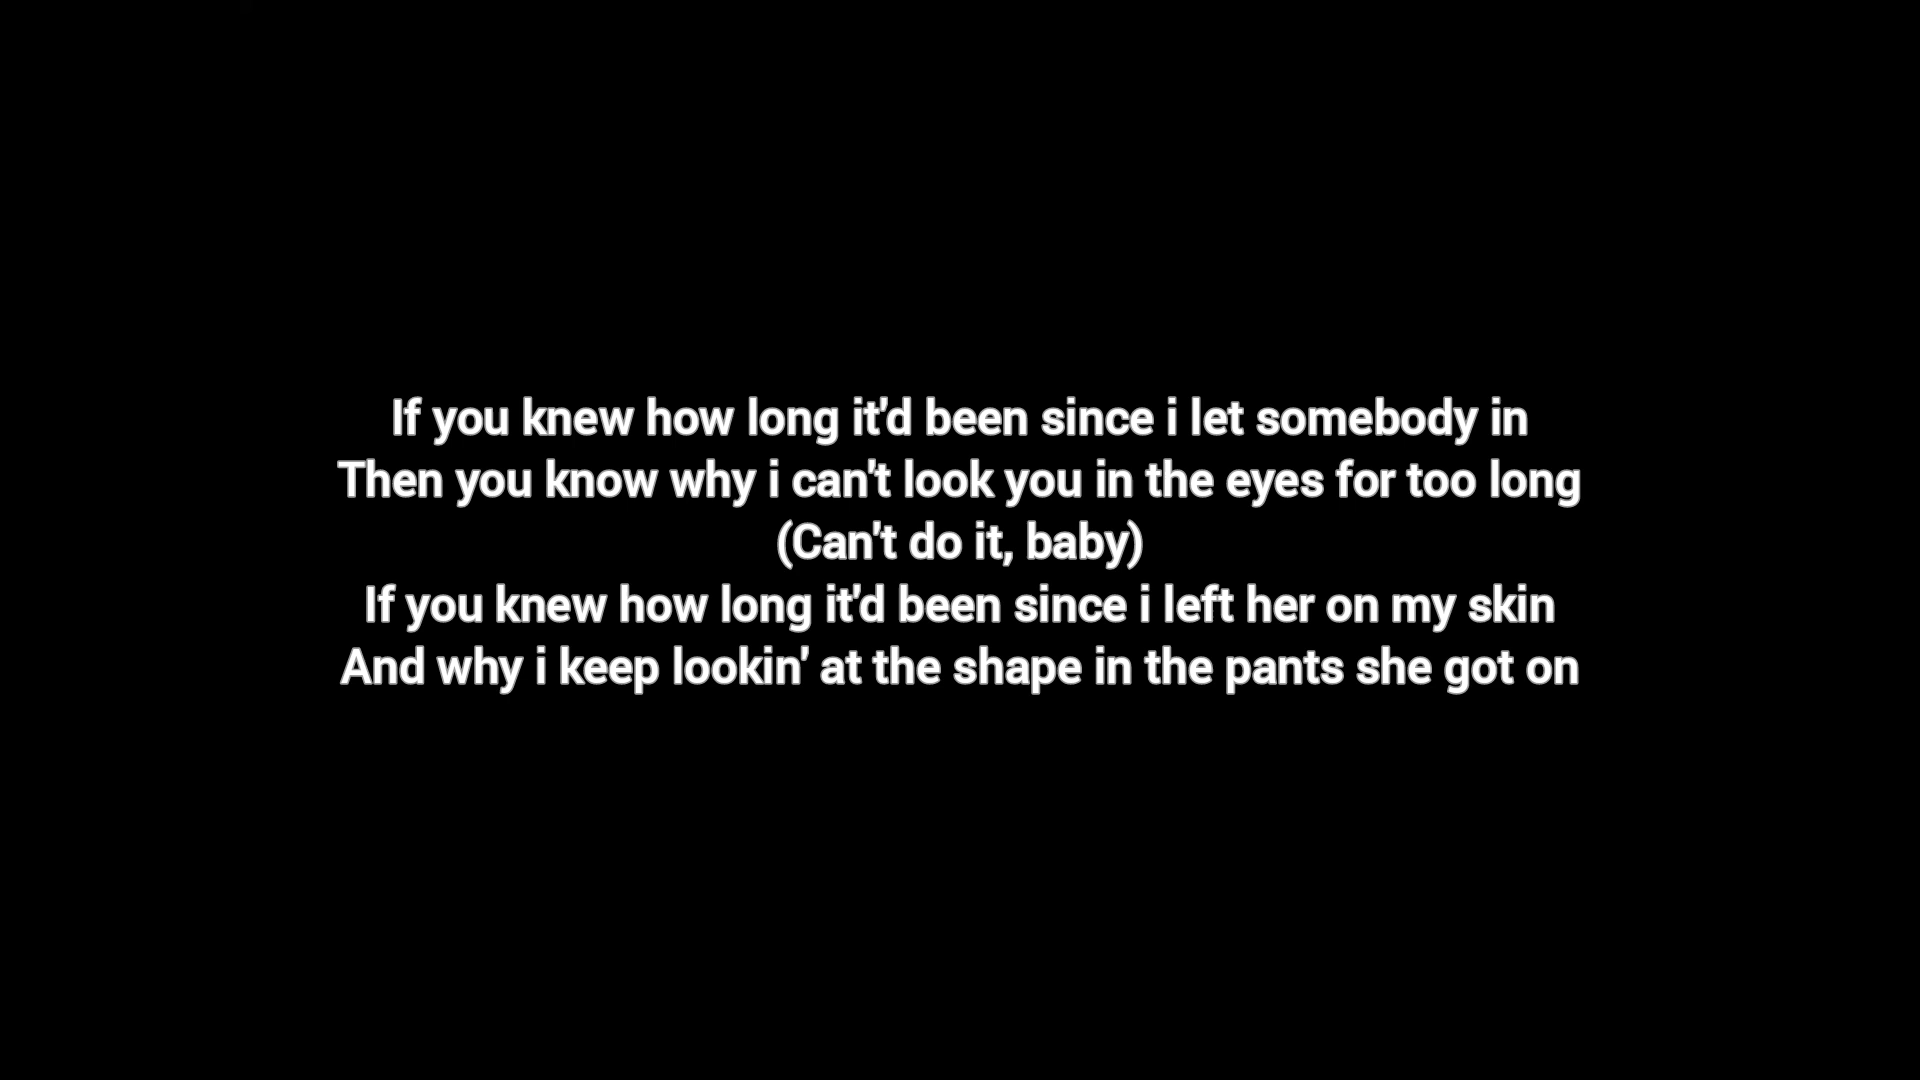 If you knew how long it'd been since i let somebody in
Then you know why i can't look you in the eyes for too long
(Can't do it, baby)
If you knew how long it'd been since i left her on my skin
And why i keep lookin' at the shape in the pants she got on